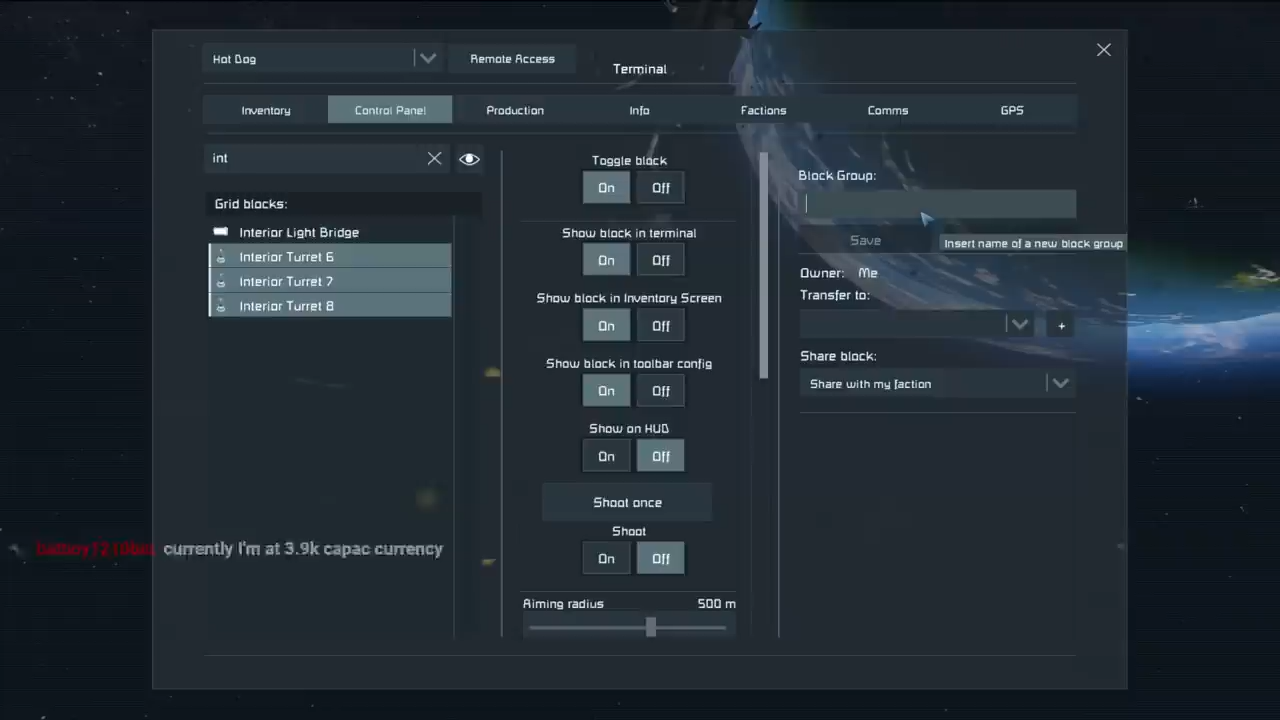 Hot Dog
Remote Access
Terminal
Inventory
Control Panel
Production
Info
Factions
Comms
GPS
int
Grid blocks:
Interior Light Bridge
Interior Turret 6
Interior Turret 7
Interior Turret 8
Toggle block
On Off
Show block in terminal
On Off
Show block in Inventory Screen
On Off
Show block in toolbar config
On Off
Show on HUD
On Off
Shoot once
Shoot
On Off
Aiming radius 500 m
Block Group:
Save
Insert name of a new block group
Owner: Me
Transfer to:
+
Share block:
Share with my faction
currently I'm at 3.9k capac currency